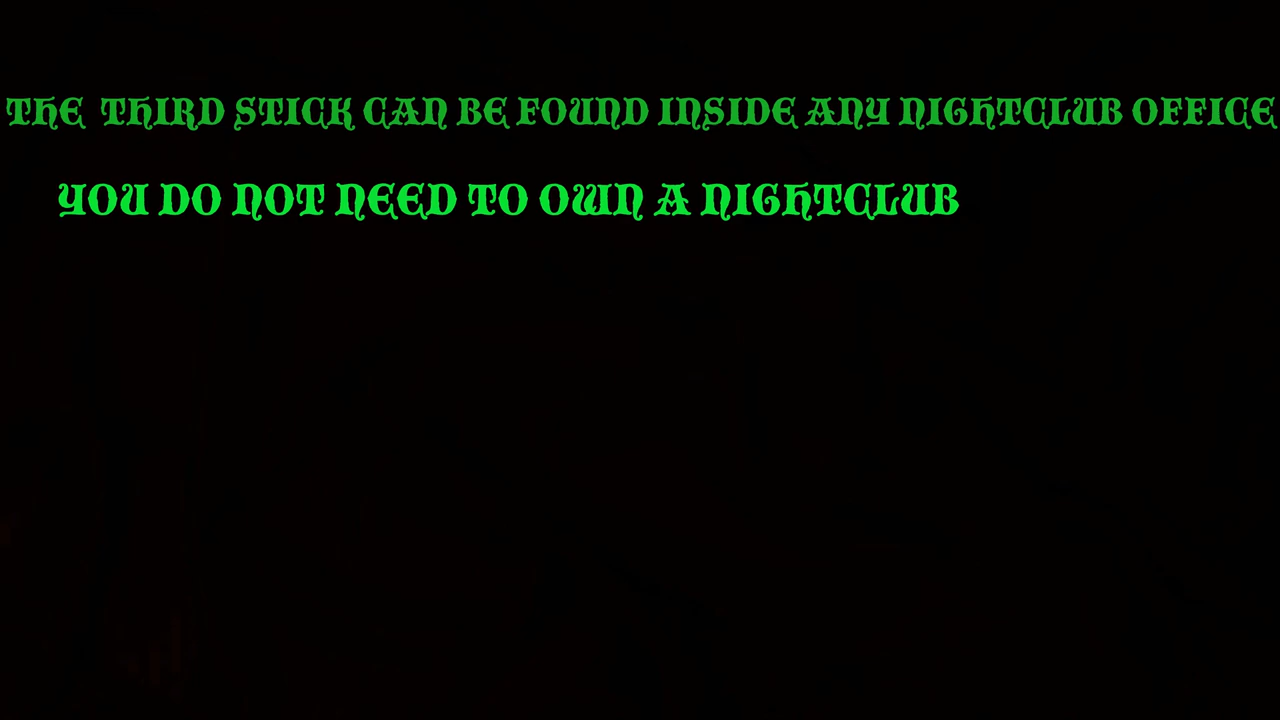 THE THIRD STICK CAN BE FOUND INSIDE ANY NIGHTCLUB OFFICE
YOU DO NOT NEED TO OWN A NIGHTCLUB